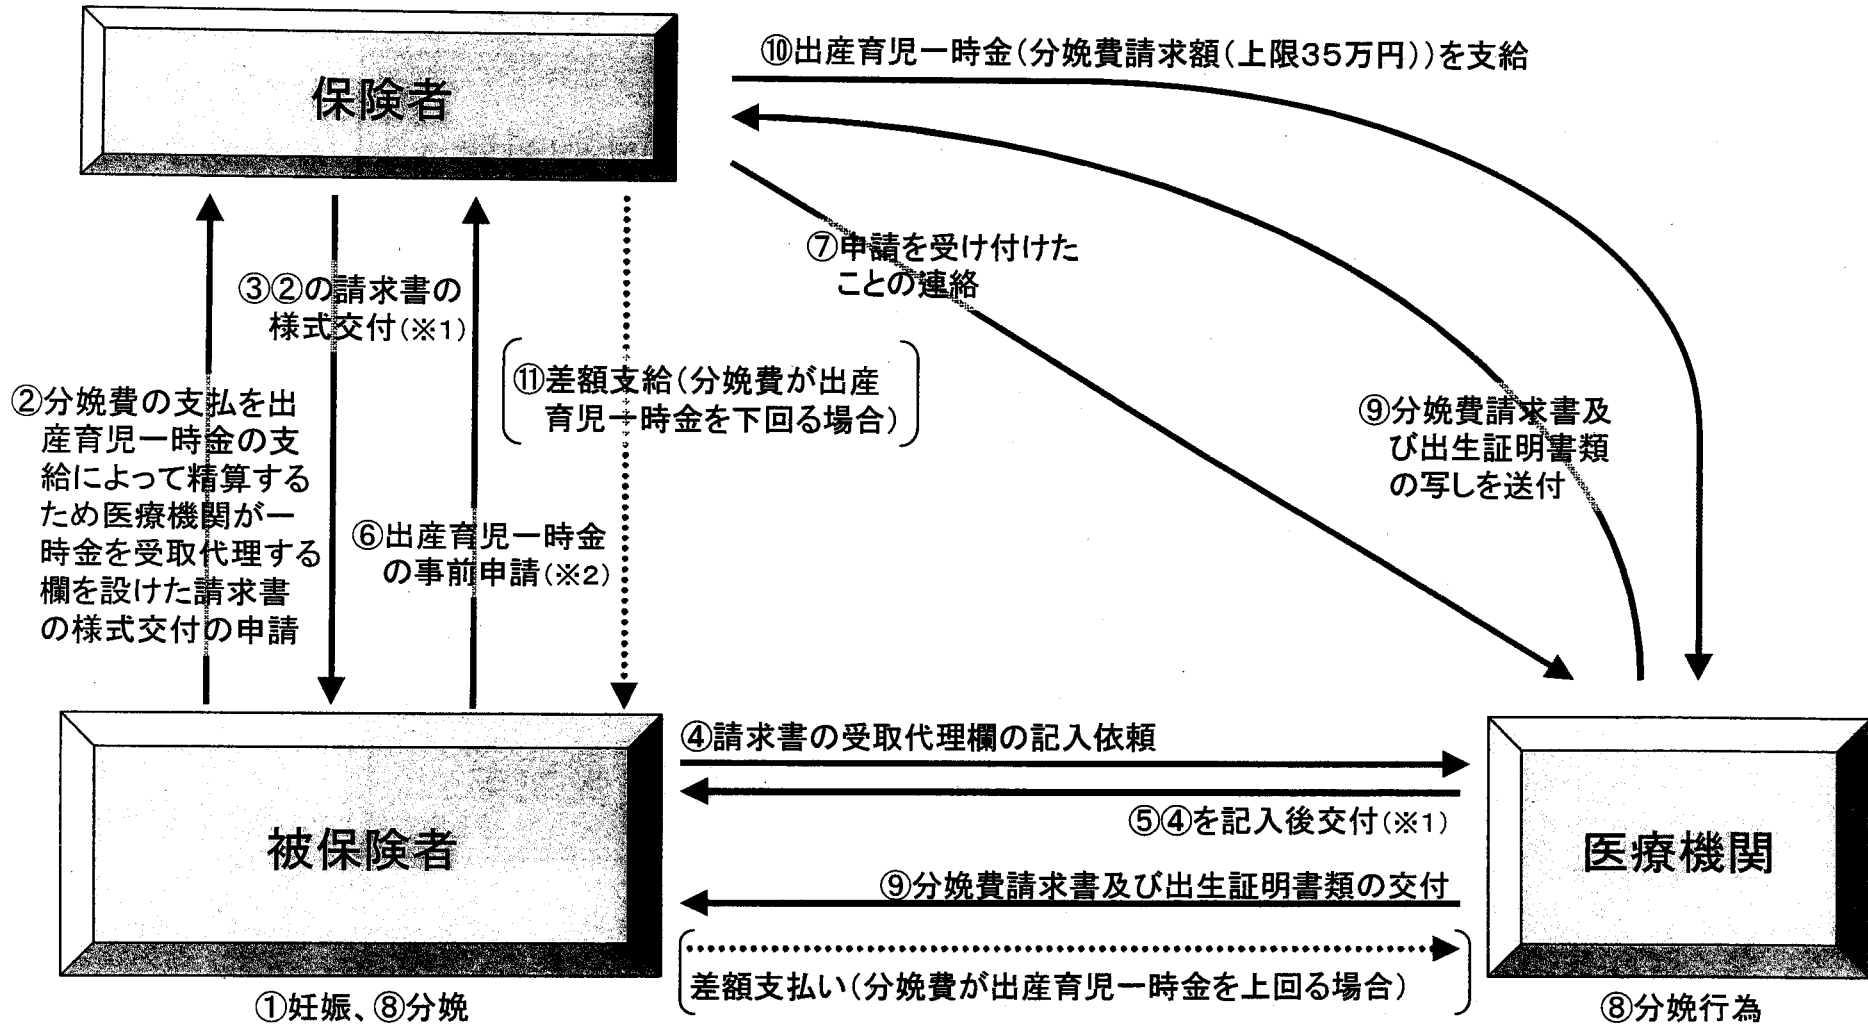 保険者
⑩出産育児一時金(分娩費請求額(上限35万円))を支給
⑦申請を受け付けた
ことの連絡
③②の請求書の
様式交付(※1)
⑪差額支給(分娩費が出産
育児一時金を下回る場合)
②分娩費の支払を出
産育児一時金の支
給によって精算する
ため医療機関が一
時金を受取代理する
欄を設けた請求書
の様式交付の申請
⑥出産育児一時金
の事前申請(※2)
⑨分娩費請求書及
び出生証明書類
の写しを送付
④請求書の受取代理欄の記入依頼
⑤④を記入後交付(※1)
被保険者
医療機関
⑨分娩費請求書及び出生証明書類の交付
差額支払い(分娩費が出産育児一時金を上回る場合)
①妊娠、⑧分娩
⑧分娩行為